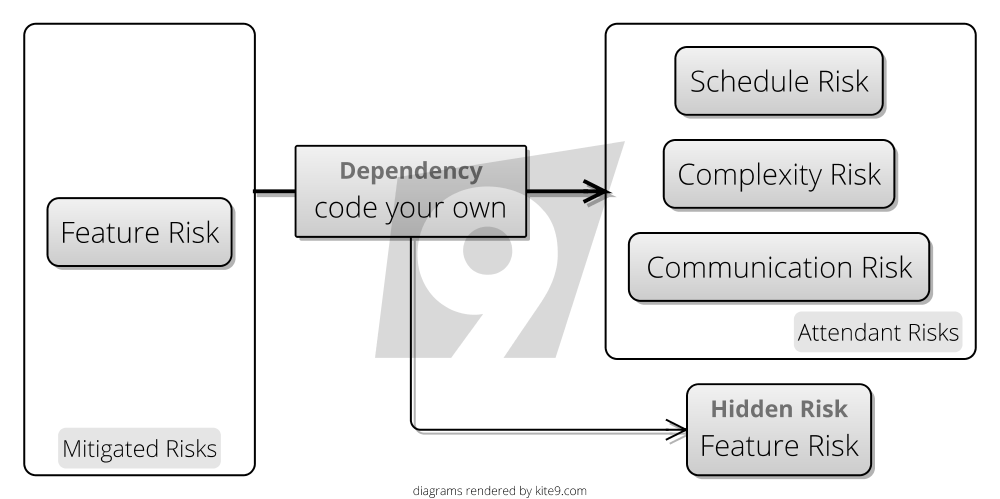 Feature Risk
Mitigated Risks
Dependency
code your own
Schedule Risk
Complexity Risk
Communication Risk
Attendant Risks
Hidden Risk
Feature Risk
diagrams rendered by kite9.com